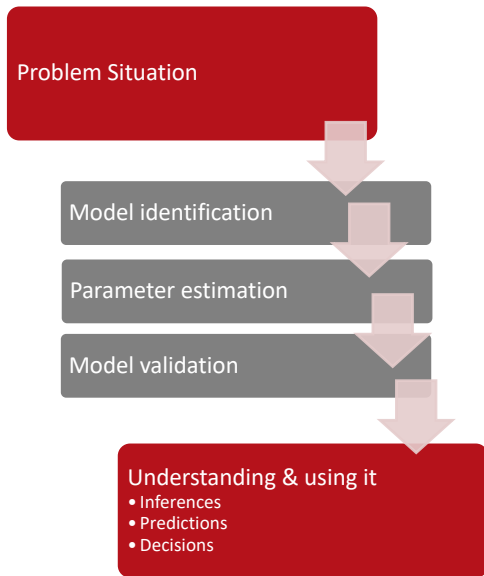 Problem Situation
Model identification
Parameter estimation
Model validation
Understanding & using it
• Inferences
• Predictions
• Decisions